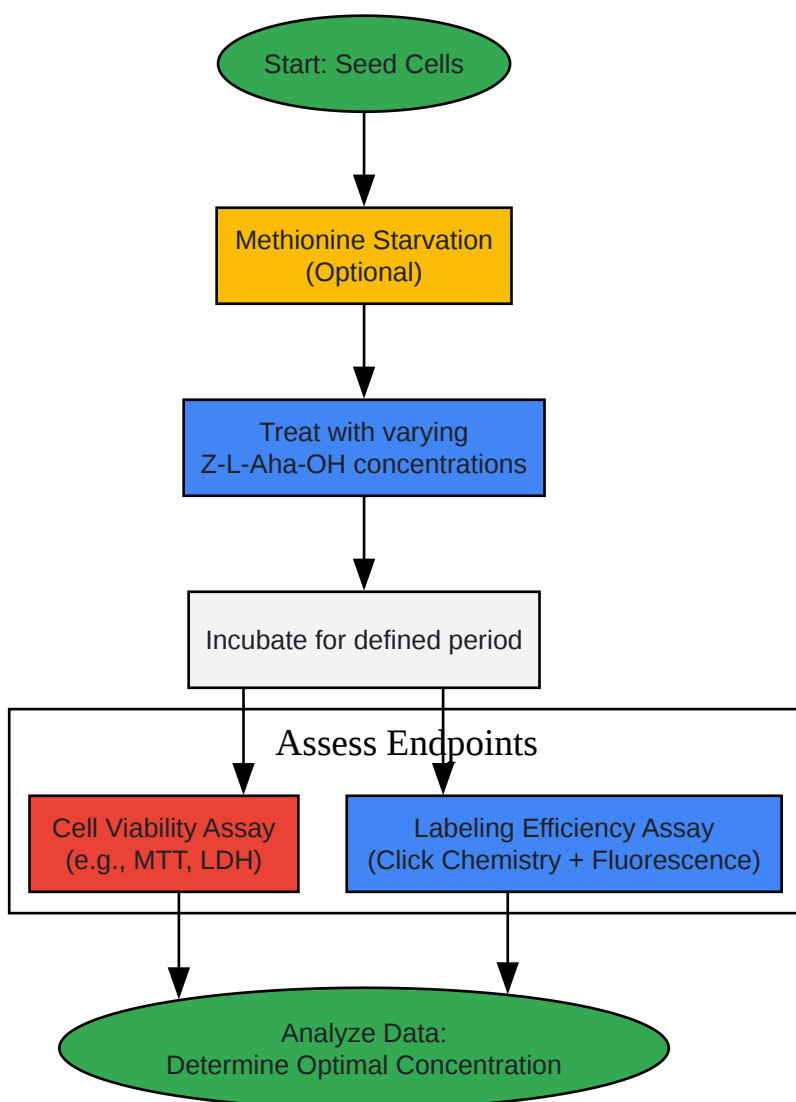 Start: Seed Cells
Methionine Starvation
(Optional)
Treat with varying
Z-L-Aha-OH concentrations
Incubate for defined period
Assess Endpoints
Cell Viability Assay
(e.g., MTT, LDH)
Labeling Efficiency Assay
(Click Chemistry + Fluorescence)
Analyze Data:
Determine Optimal Concentration